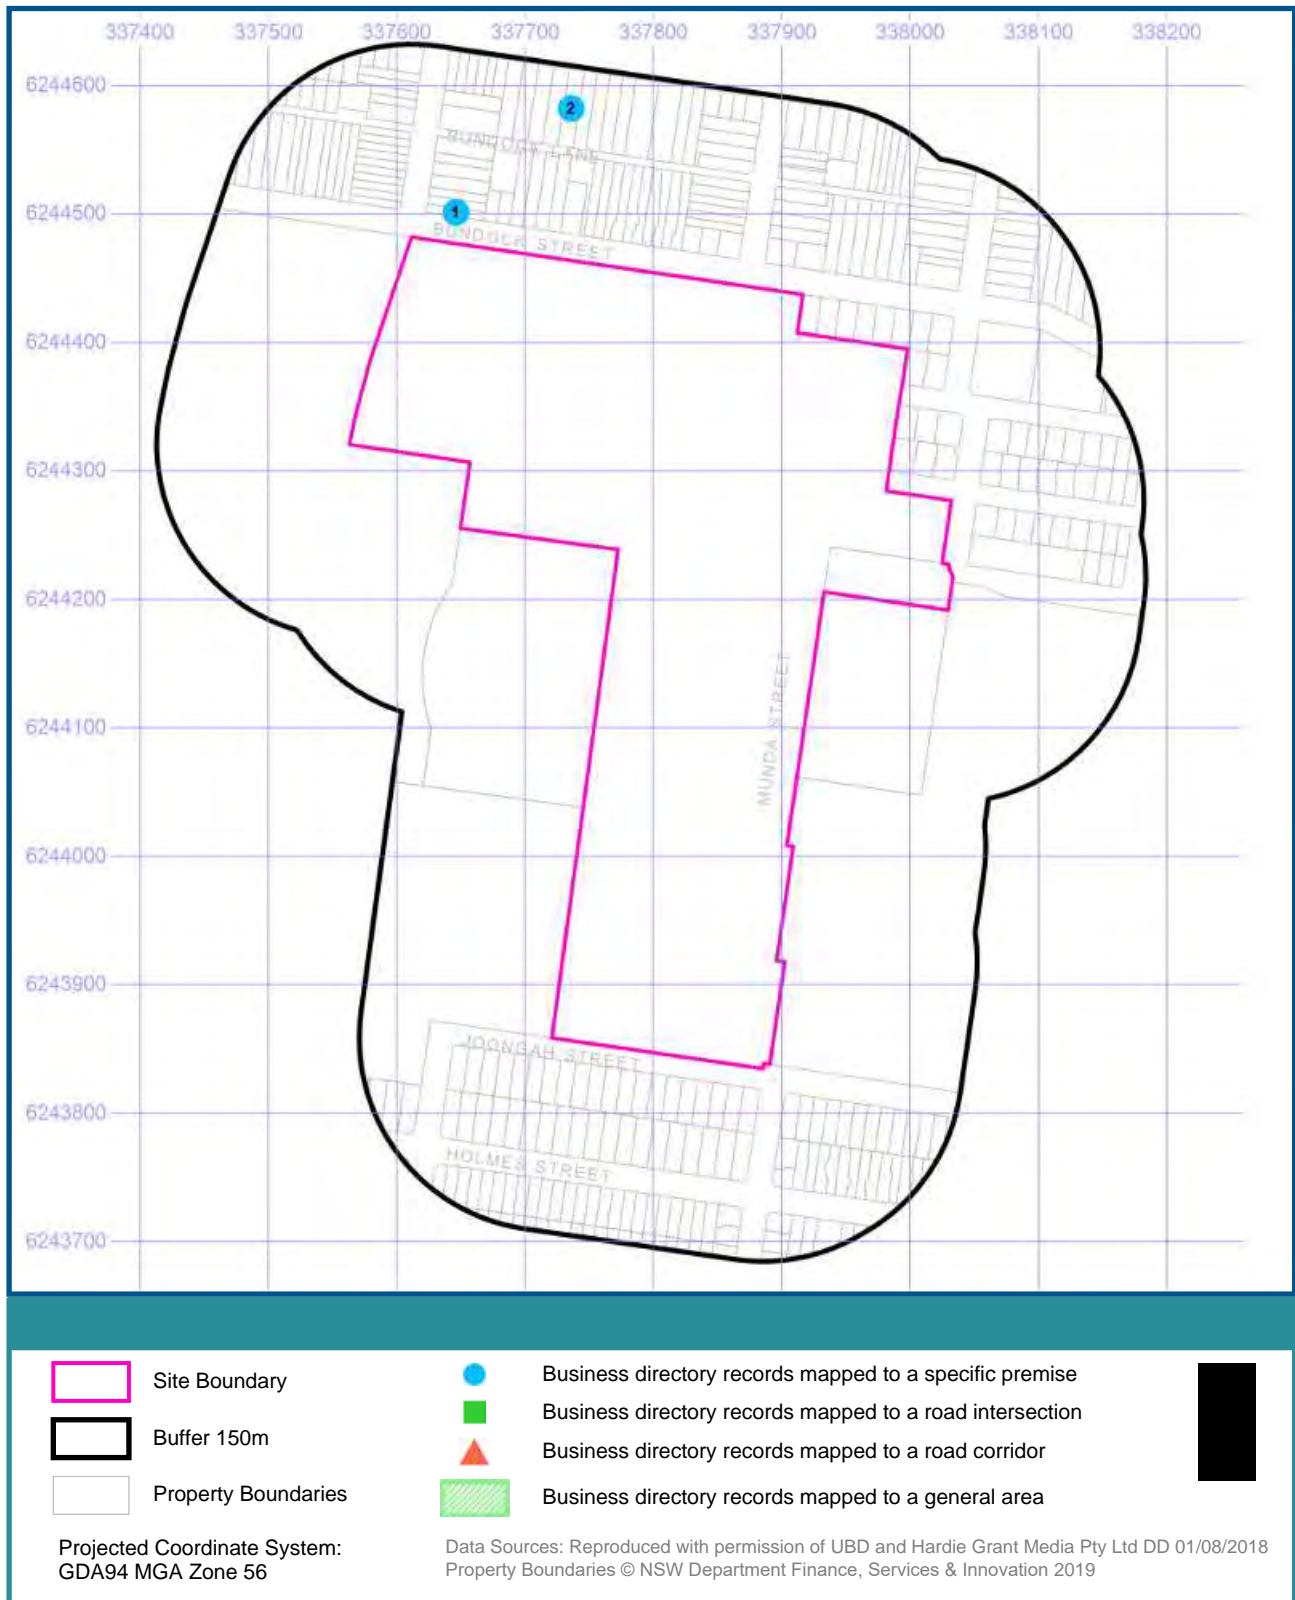 337400 337500 337600 337700 337800 337900 338000 338100 338200
6244600
2
BUNDOCK LANE
6244500
1
BUNDOCK STREET
6244400
6244300
6244200
MUNDA STREET
6244100
6244000
6243900
JOONGAH STREET
6243800
HOLMES STREET
6243700
Site Boundary
Business directory records mapped to a specific premise
Business directory records mapped to a road intersection
Buffer 150m
Business directory records mapped to a road corridor
Property Boundaries
Business directory records mapped to a general area
Projected Coordinate System:
GDA94 MGA Zone 56
Data Sources: Reproduced with permission of UBD and Hardie Grant Media Pty Ltd DD 01/08/2018
Property Boundaries © NSW Department Finance, Services & Innovation 2019